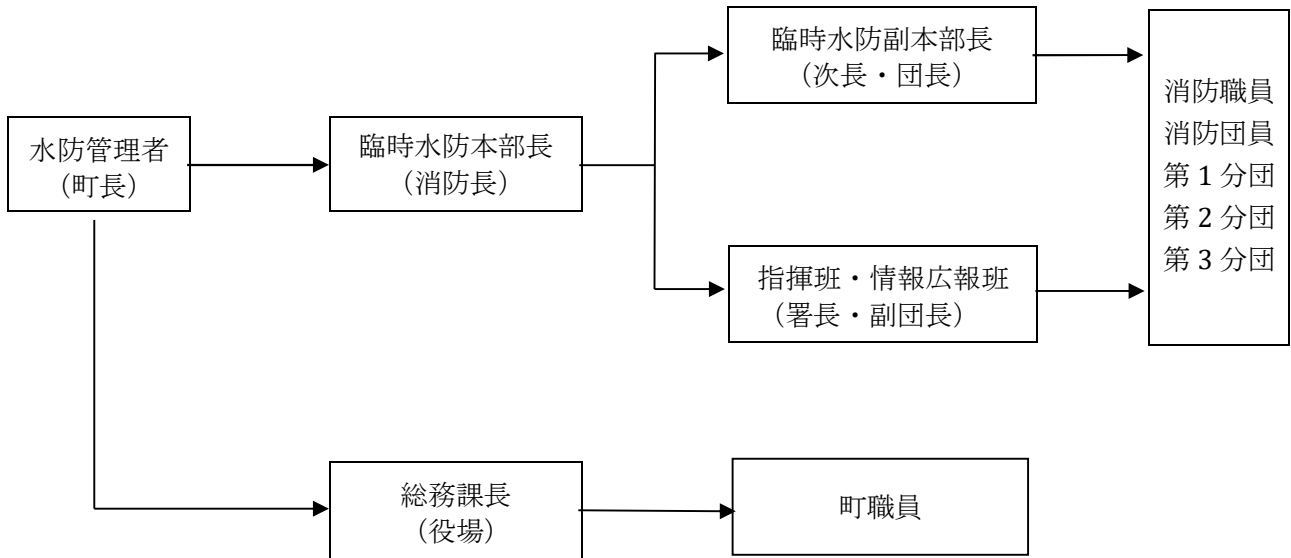 水防管理者
（町長）
臨時水防本部長
（消防長）
臨時水防副本部長
（次長・団長）
指揮班・情報広報班
（署長・副団長）
消防職員
消防団員
第1分団
第2分団
第3分団
総務課長
（役場）
町職員